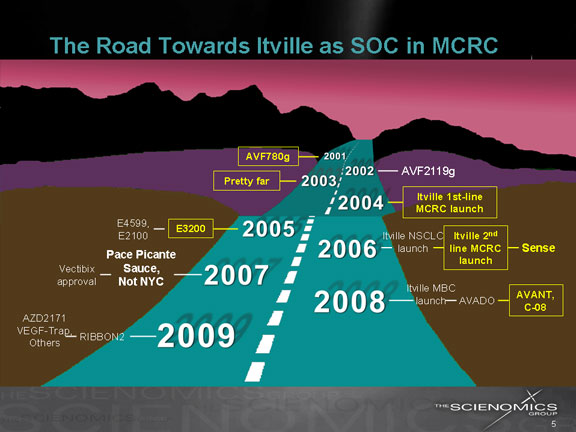 The Road Towards Itville as SOC in MCRC
AVF780g
2001
2002
AVF2119g
Pretty far
2003
2004
Itville 1st-line
MCRC launch
E4599,
E2100
E3200
2005
2006
Itville NSCLC
launch
Itville 2nd
line MCRC
launch
Sense
Vectibix
approval
Pace Picante
Sauce,
Not NYC
2007
2008
Itville MBC
launch
AVADO
AVANT,
C-08
AZD2171
VEGF-Trap,
Others
RIBBON2
2009
THE SCIENOMICS
GROUP
5